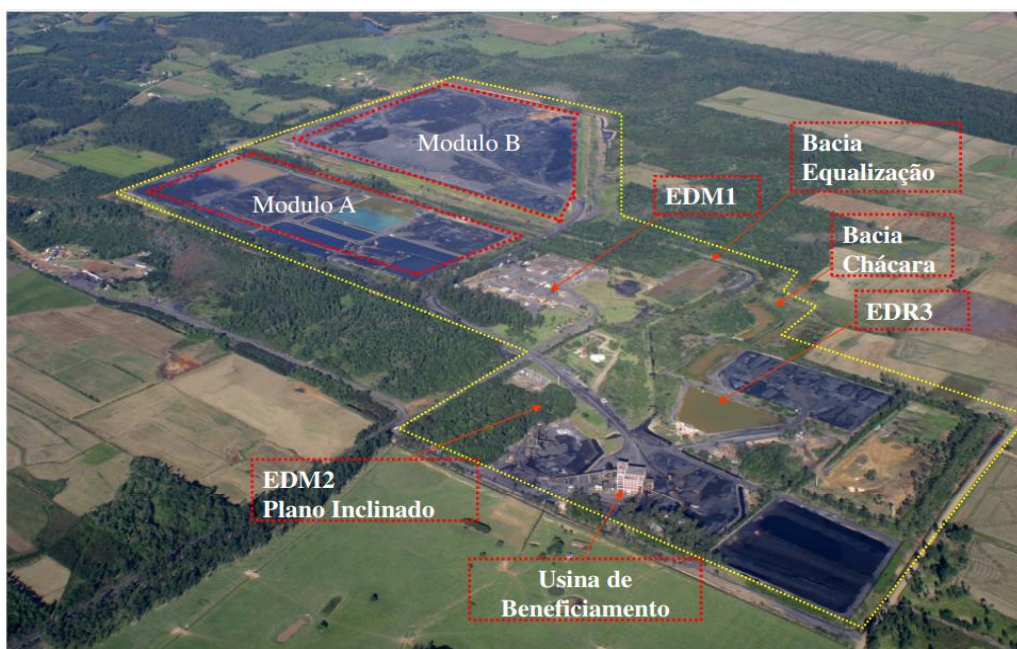 Modulo B
Modulo A
EDM1
Bacia
Equalização
Bacia
Chácara
EDR3
EDM2
Plano Inclinado
Usina de
Beneficiamento